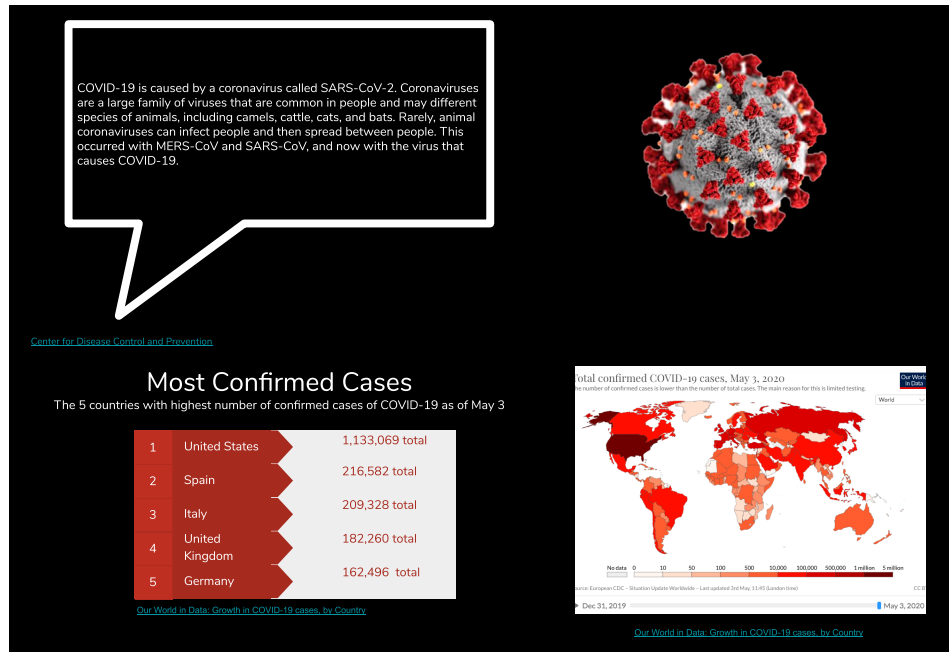 COVID-19 is caused by a coronavirus called SARS-CoV-2. Coronaviruses
are a large family of viruses that are common in people and may different
species of animals, including camels, cattle, cats, and bats. Rarely, animal
coronaviruses can infect people and then spread between people. This
occurred with MERS-CoV and SARS-CoV, and now with the virus that
causes COVID-19.
Center for Disease Control and Prevention
Most Confirmed Cases
The 5 countries with highest number of confirmed cases of COVID-19 as of May 3
1 United States 1,133,069 total
2 Spain 216,582 total
3 Italy 209,328 total
4 United Kingdom 182,260 total
5 Germany 162,496 total
Our World in Data: Growth in COVID-19 cases, by Country
Total confirmed COVID-19 cases, May 3, 2020
he number of confirmed cases is lower than the number of total cases. The main reason for this is limited testing.
Our World
in Data
World
No data 0 10 50 100 500 10,000 100,000 500,000 1 million 5 million
ource: European CDC – Situation Update Worldwide – Last updated 3rd May, 11:45 (London time)
CC B
Dec 31, 2019
May 3, 2020
Our World in Data: Growth in COVID-19 cases, by Country